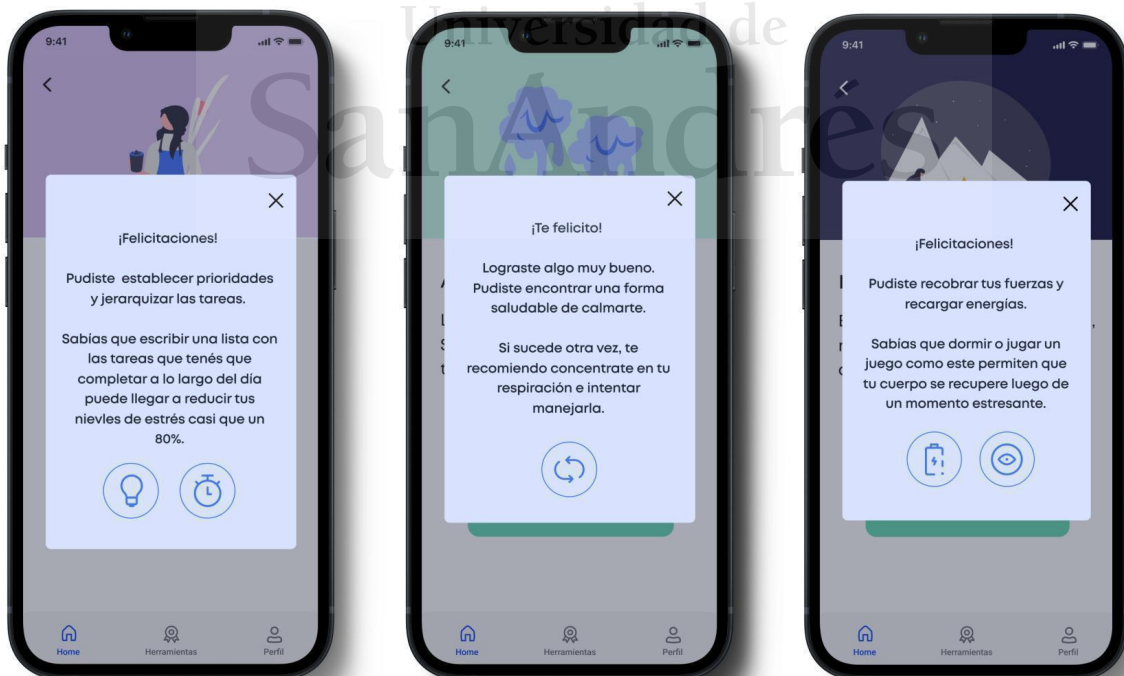 Universidad de
SanAndrés
9:41
¡Felicitaciones!
Pudiste establecer prioridades
y jerarquizar las tareas.
Sabías que escribir una lista con
las tareas que tenés que
completar a lo largo del día
puede llegar a reducir tus
nievles de estrés casi que un
80%.
Home Herramientas Perfil
9:41
¡Te felicito!
Lograste algo muy bueno.
Pudiste encontrar una forma
saludable de calmarte.
Si sucede otra vez, te
recomiendo concentrate en tu
respiración e intentar
manejarla.
Home Herramientas Perfil
9:41
¡Felicitaciones!
Pudiste recobrar tus fuerzas y
recargar energías.
Sabías que dormir o jugar un
juego como este permiten que
tu cuerpo se recupere luego de
un momento estresante.
Home Herramientas Perfil